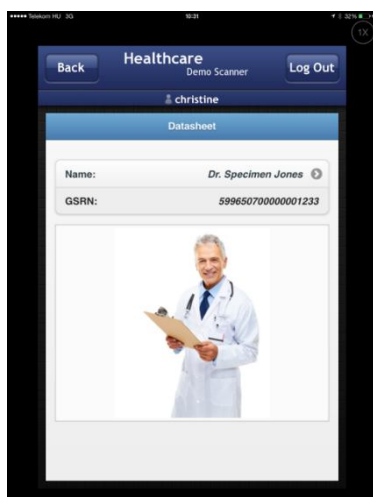 Telekom HU 3G 10:31 32%
1X
Back Healthcare Log Out
Demo Scanner
christine
Datasheet
Name: Dr. Specimen Jones
GSRN: 599650700000001233